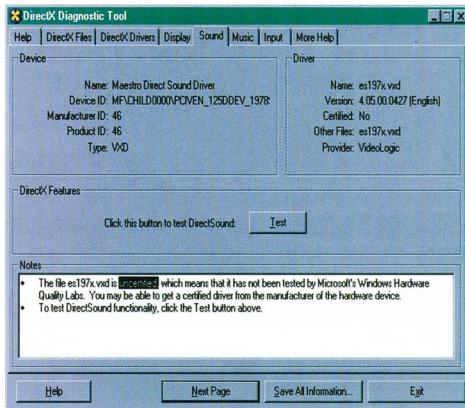 DirectX Diagnostic Tool
Help DirectX Files DirectX Drivers Display Sound Music Input More Help
Device
Name: Maestro Direct Sound Driver
Device ID: MF\CHILD0000\PCIVEN_125DDEV_1978
Manufacturer ID: 46
Product ID: 46
Type: VXD
Driver
Name: es197x.vxd
Version: 4.05.00.0427 (English)
Certified: No
Other Files: es197x.vxd
Provider: VideoLogic
DirectX Features
Click this button to test DirectSound: Test
Notes
• The file es197x.vxd is uncertified, which means that it has not been tested by Microsoft's Windows Hardware
Quality Labs. You may be able to get a certified driver from the manufacturer of the hardware device.
• To test DirectSound functionality, click the Test button above.
Help Next Page Save All Information... Exit